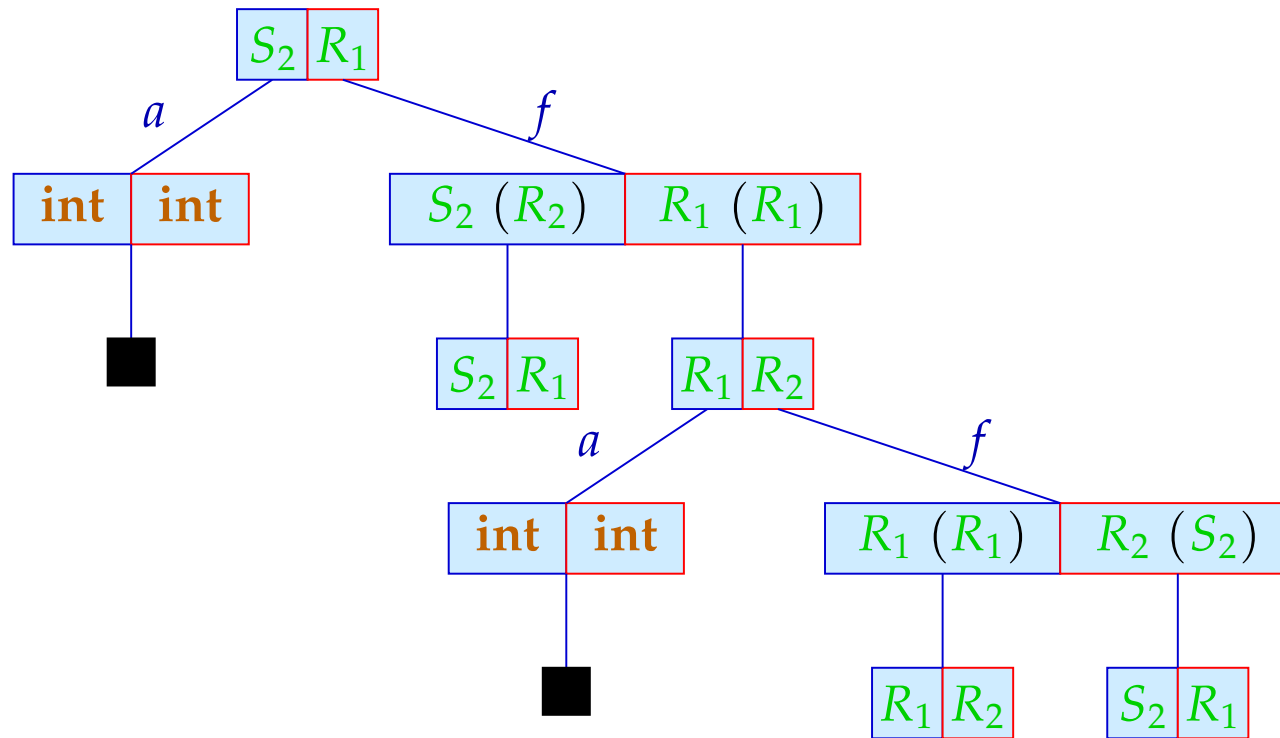 S₂ R₁
a f
int int S₂ (R₂) R₁ (R₁)
S₂ R₁ R₁ R₂
a f
int int R₁ (R₁) R₂ (S₂)
R₁ R₂ S₂ R₁